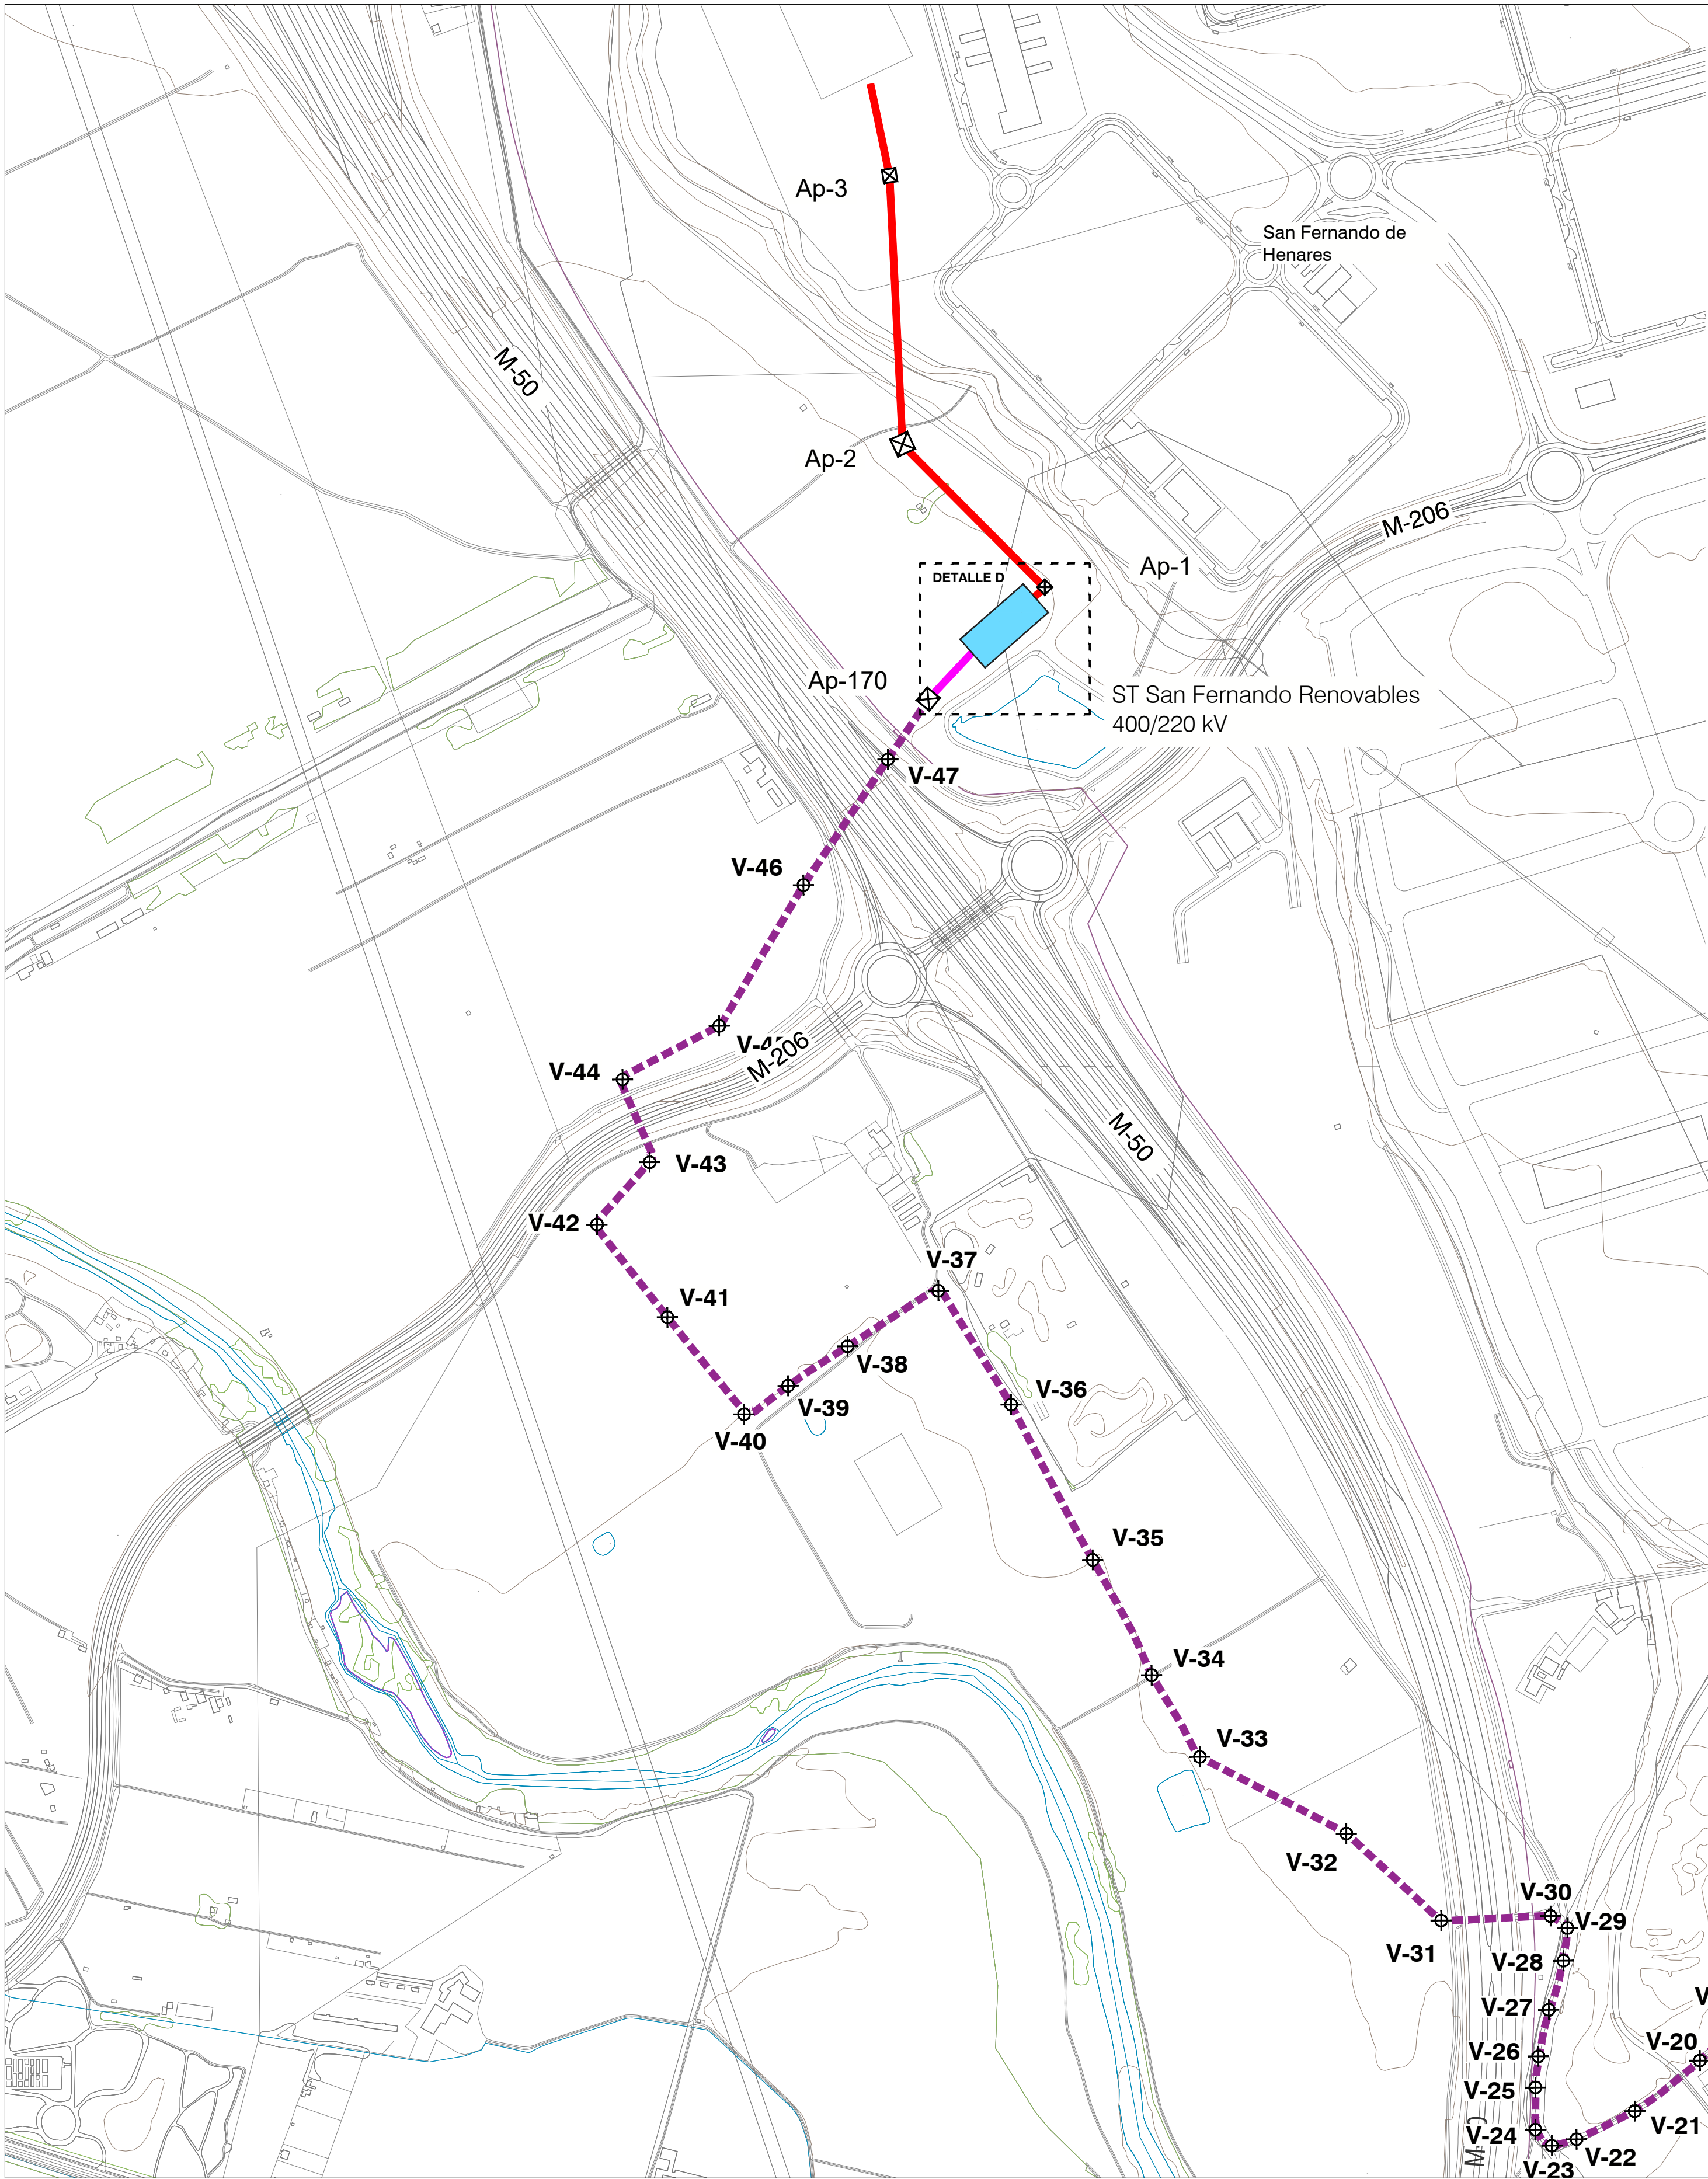 Ap-3
San Fernando de
Henares
M-50
Ap-2
M-206
Ap-1
DETALLE D
Ap-170
ST San Fernando Renovables
400/220 kV
V-47
V-46
M-206
V-44
M-50
V-43
V-42
V-37
V-41
V-38
V-36
V-39
V-40
V-35
V-34
V-33
V-32
V-30
V-29
V-31
V-28
V-27
V-20
V-26
V-25
V-21
V-24
V-22
V-23